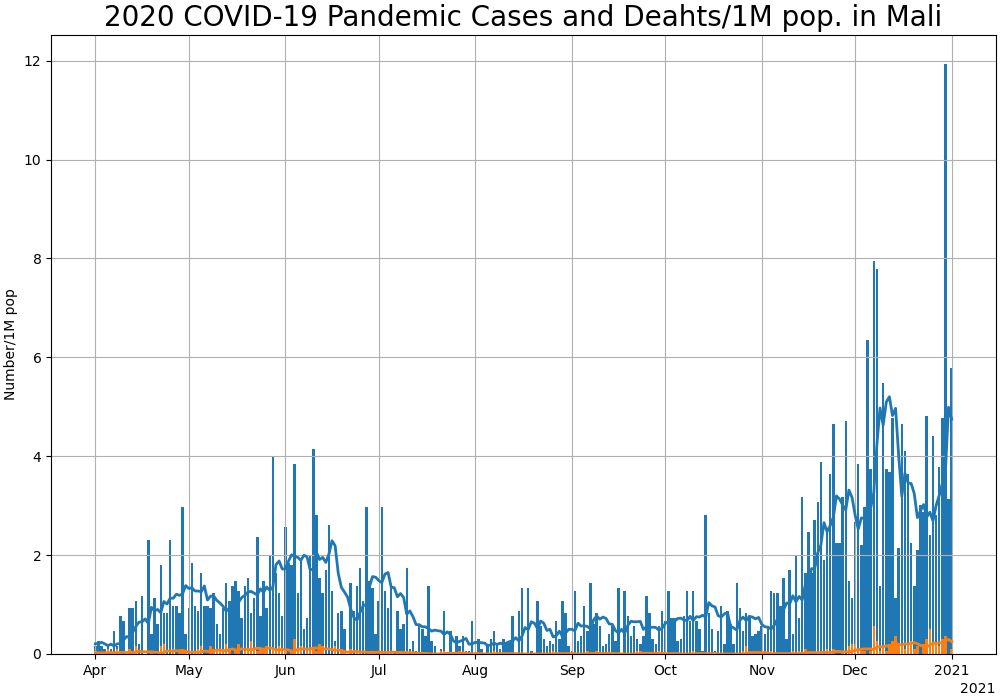 2020 COVID-19 Pandemic Cases and Deahts/1M pop. in Mali
12
10
8
6
4
2
0
Number/1M pop
Apr May Jun Jul Aug Sep Oct Nov Dec 2021
2021